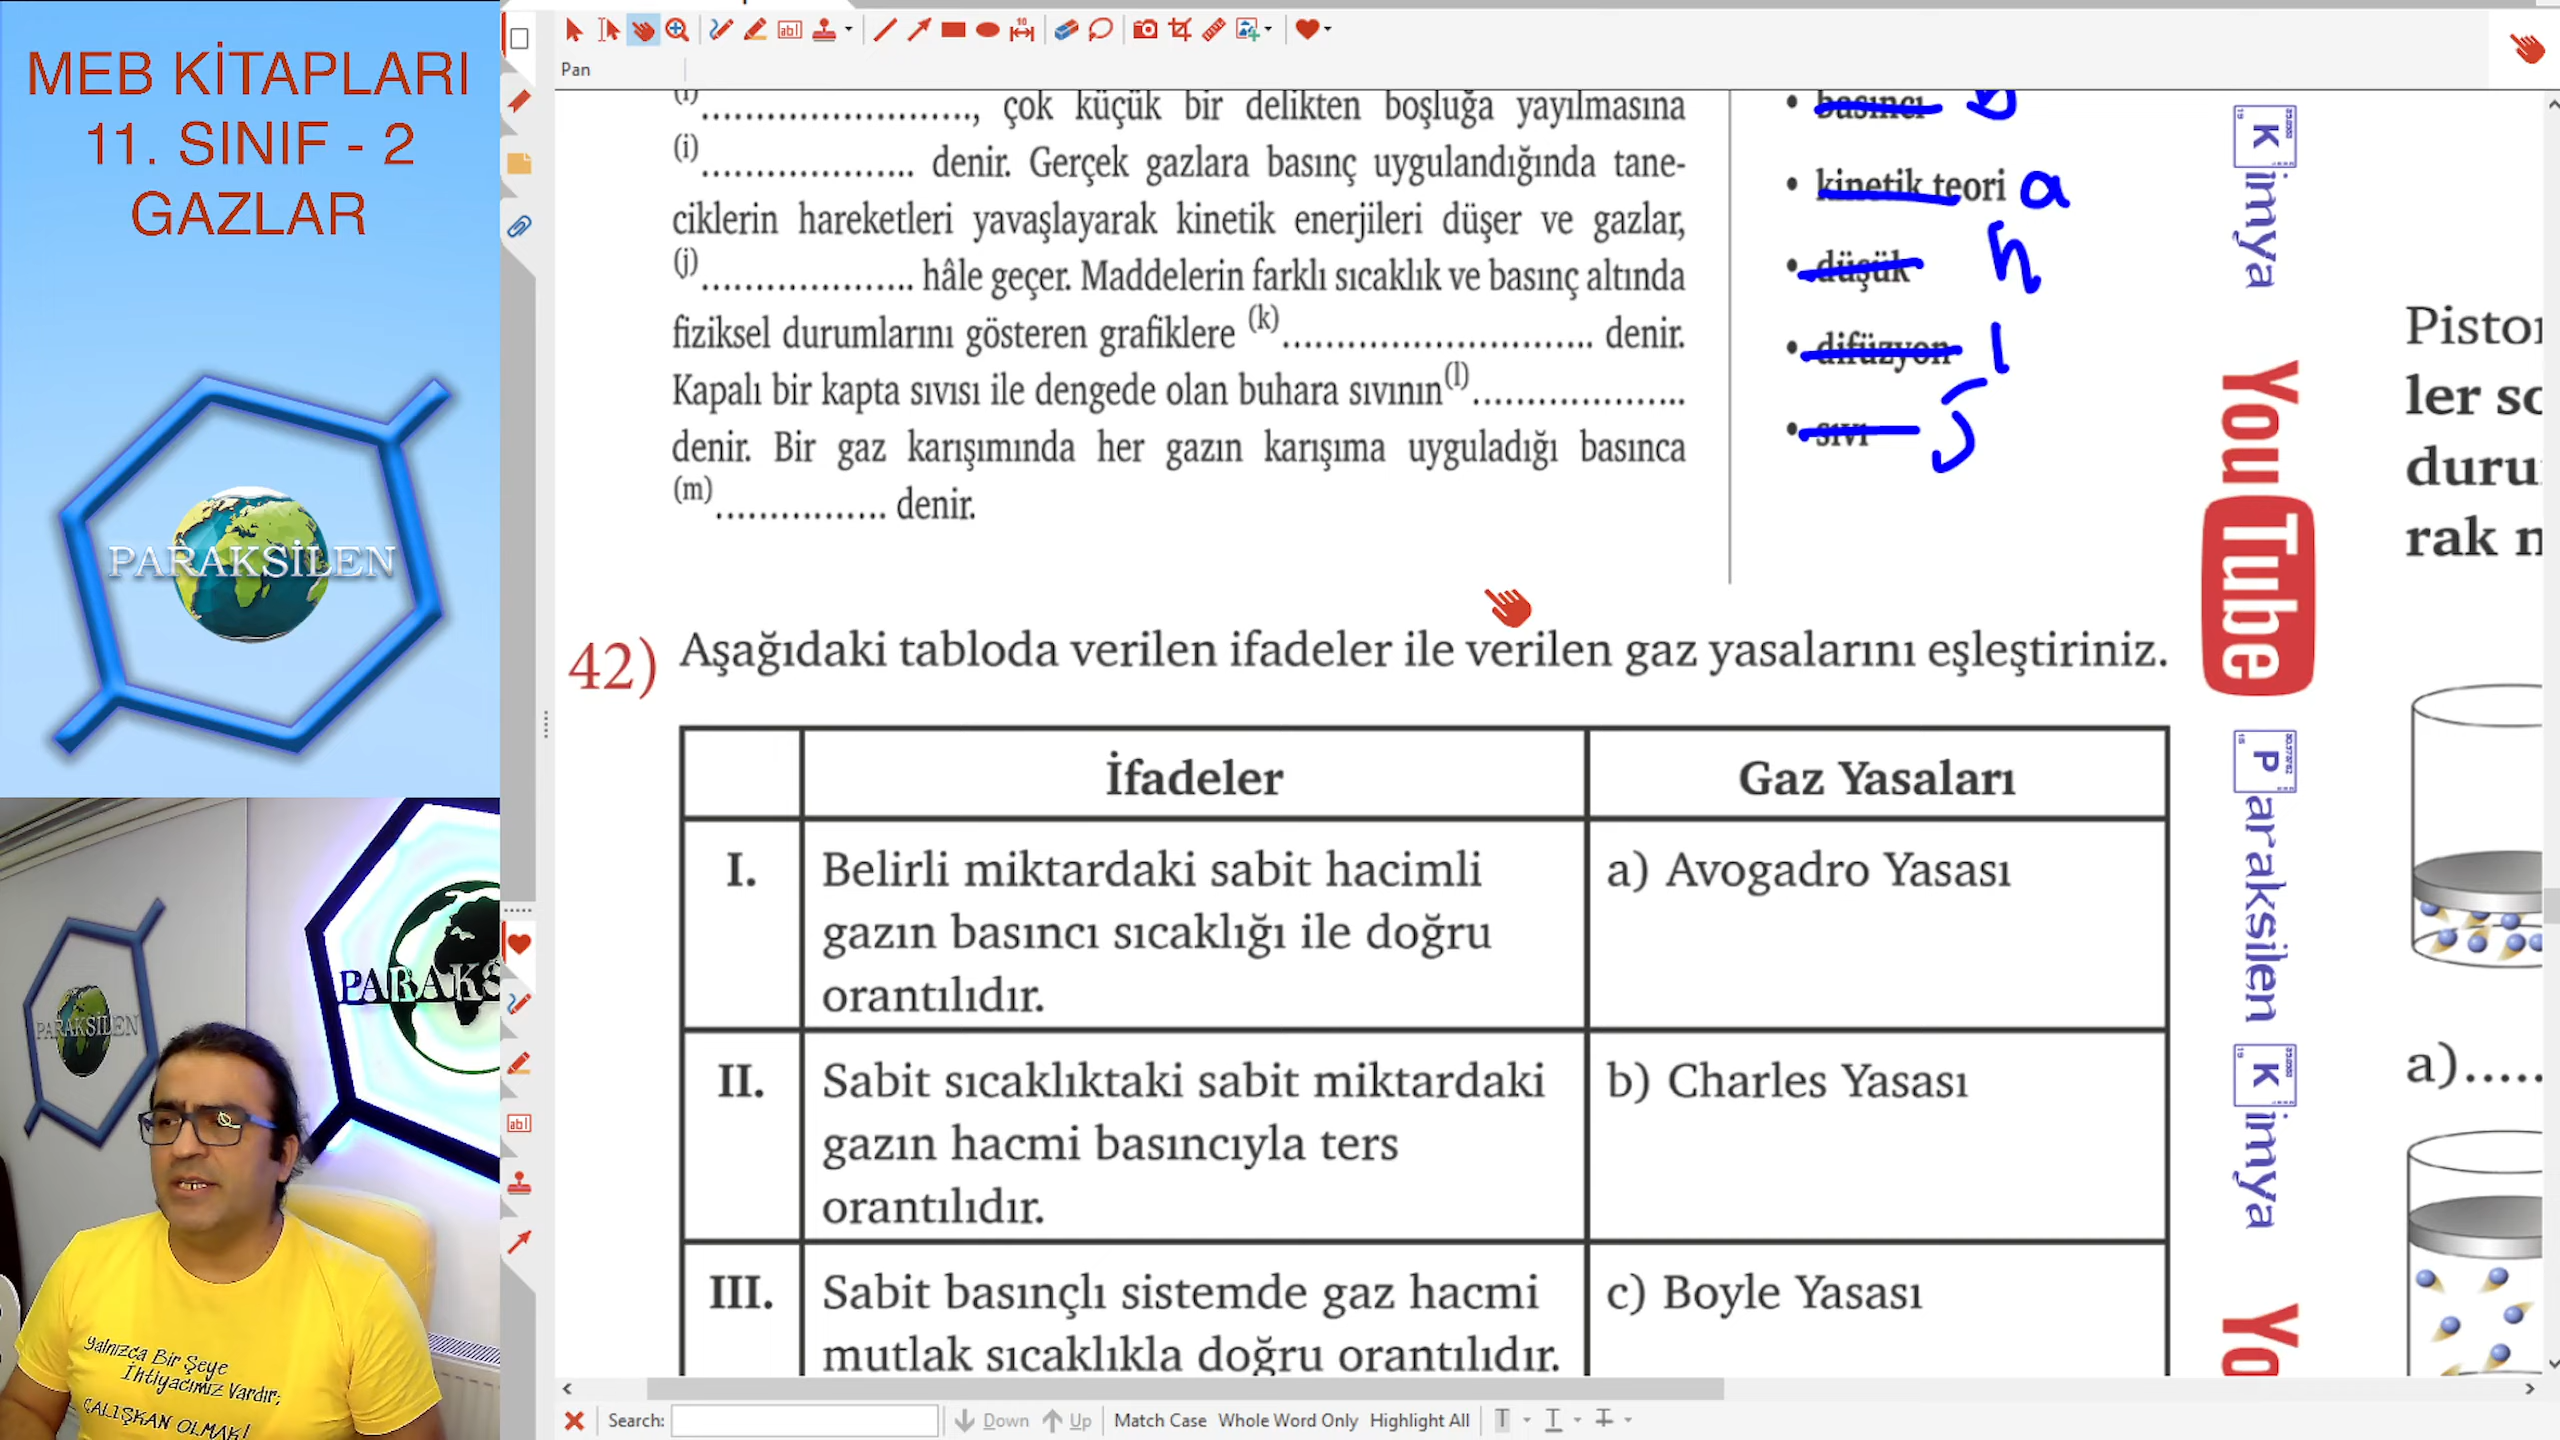 MEB KİTAPLARI
11. SINIF - 2
GAZLAR
PARAKSİLEN
PARAKSİLEN
PARAKS
Yalnızca Bir Şeye
İhtiyacımız Vardır;
ÇALIŞKAN OLMAK!
Pan
(ı) ........................., çok küçük bir delikten boşluğa yayılmasına
(i) .................... denir. Gerçek gazlara basınç uygulandığında tane-
ciklerin hareketleri yavaşlayarak kinetik enerjileri düşer ve gazlar,
(j) .................... hâle geçer. Maddelerin farklı sıcaklık ve basınç altında
fiziksel durumlarını gösteren grafiklere (k) ............................. denir.
Kapalı bir kapta sıvısı ile dengede olan buhara sıvının (l) ....................
denir. Bir gaz karışımında her gazın karışıma uyguladığı basınca
(m) ................ denir.
• basıncı
• kinetik teori a
• düşük h
• difüzyon ı
• sıvı j
42) Aşağıdaki tabloda verilen ifadeler ile verilen gaz yasalarını eşleştiriniz.
İfadeler
Gaz Yasaları
I.
Belirli miktardaki sabit hacimli
gazın basıncı sıcaklığı ile doğru
orantılıdır.
a) Avogadro Yasası
II.
Sabit sıcaklıktaki sabit miktardaki
gazın hacmi basıncıyla ters
orantılıdır.
b) Charles Yasası
III.
Sabit basınçlı sistemde gaz hacmi
mutlak sıcaklıkla doğru orantılıdır.
c) Boyle Yasası
Kimya
YouTube
Paraksilen
Kimya
Yo
Piston
ler so
duru
rak n
a).....
Search:
Down
Up
Match Case
Whole Word Only
Highlight All